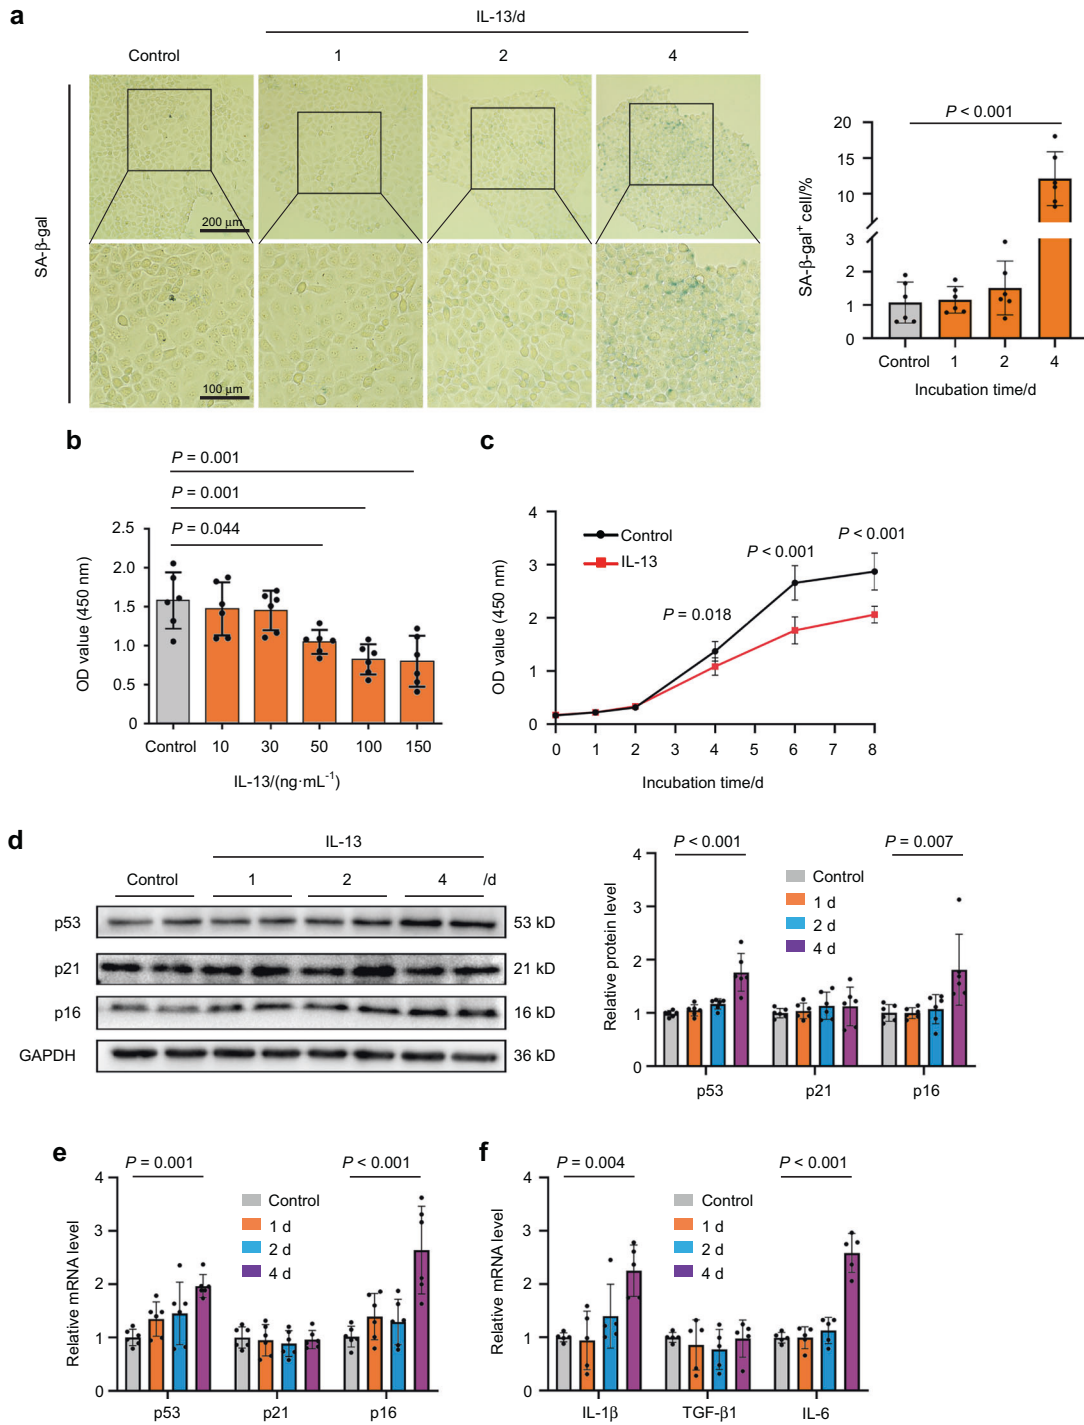 a
IL-13/d
Control 1 2 4
SA-β-gal
200 μm
100 μm
P < 0.001
SA-β-gal⁺ cell/%
20
15
10
3
2
1
0
Control 1 2 4
Incubation time/d
b
P = 0.001
P = 0.001
P = 0.044
OD value (450 nm)
2.5
2.0
1.5
1.0
0.5
0
Control 10 30 50 100 150
IL-13/(ng·mL⁻¹)
c
Control
IL-13
P = 0.018
P < 0.001
P < 0.001
OD value (450 nm)
4
3
2
1
0
0 1 2 3 4 5 6 7 8
Incubation time/d
d
IL-13
Control 1 2 4 /d
p53 53 kD
p21 21 kD
p16 16 kD
GAPDH 36 kD
P < 0.001
P = 0.007
Control
1 d
2 d
4 d
Relative protein level
4
3
2
1
0
p53 p21 p16
e
P = 0.001
P < 0.001
Control
1 d
2 d
4 d
Relative mRNA level
4
3
2
1
0
p53 p21 p16
f
P = 0.004
P < 0.001
Control
1 d
2 d
4 d
Relative mRNA level
4
3
2
1
0
IL-1β TGF-β1 IL-6